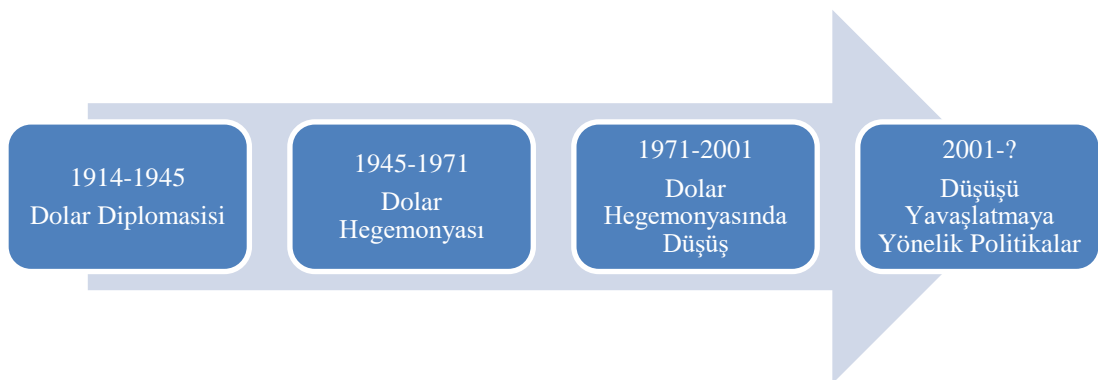 1914-1945
Dolar Diplomasisi
1945-1971
Dolar
Hegemonyası
1971-2001
Dolar
Hegemonyasında
Düşüş
2001-?
Düşüşü
Yavaşlatmaya
Yönelik Politikalar